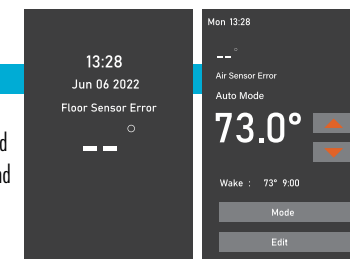 d
nd
13:28
Jun 06 2022
Floor Sensor Error
-- °
Mon 13:28
-- °
Air Sensor Error
Auto Mode
73.0°
Wake : 73° 9:00
Mode
Edit